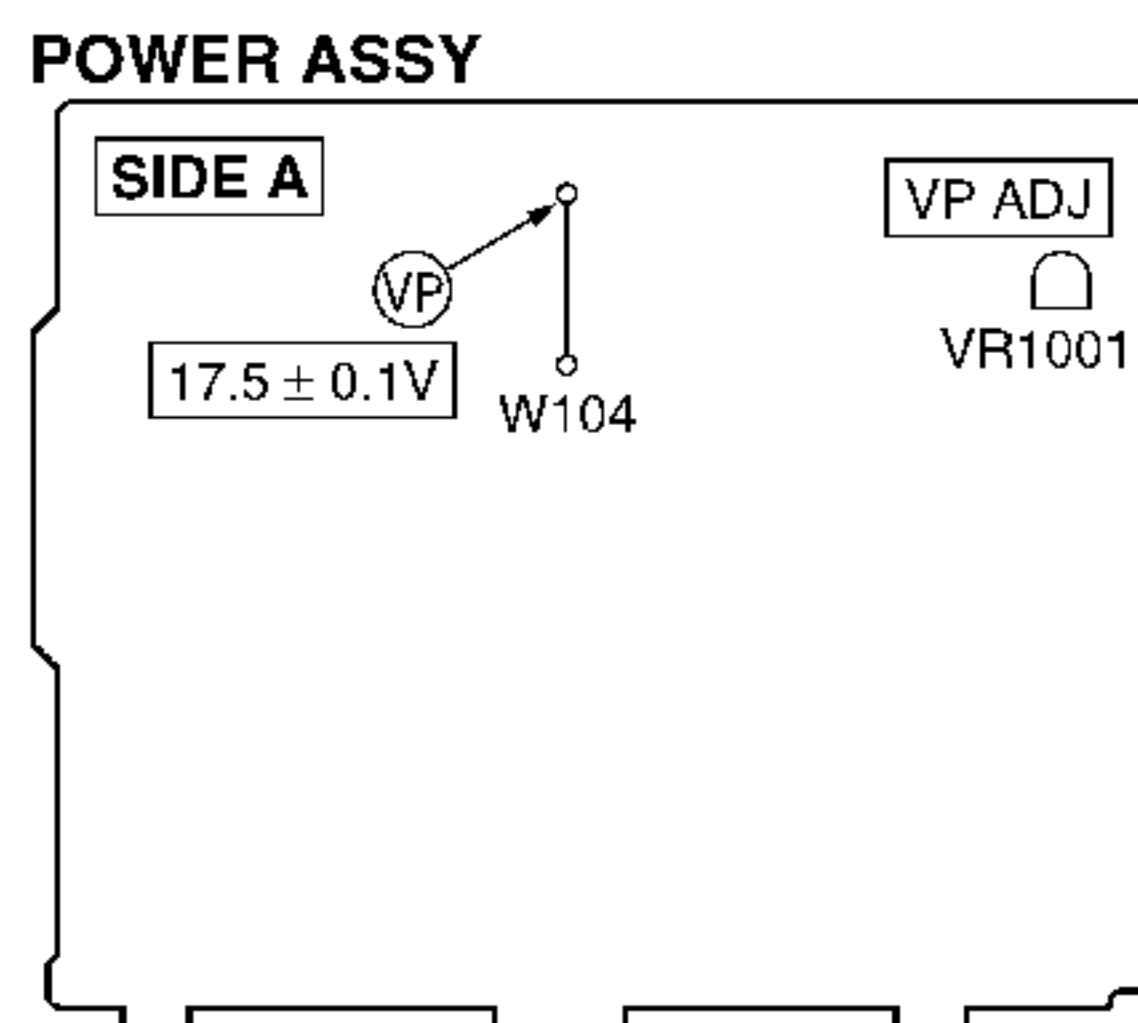 POWER ASSY
SIDE A
VP ADJ
VP
VR1001
17.5 ± 0.1V
W104